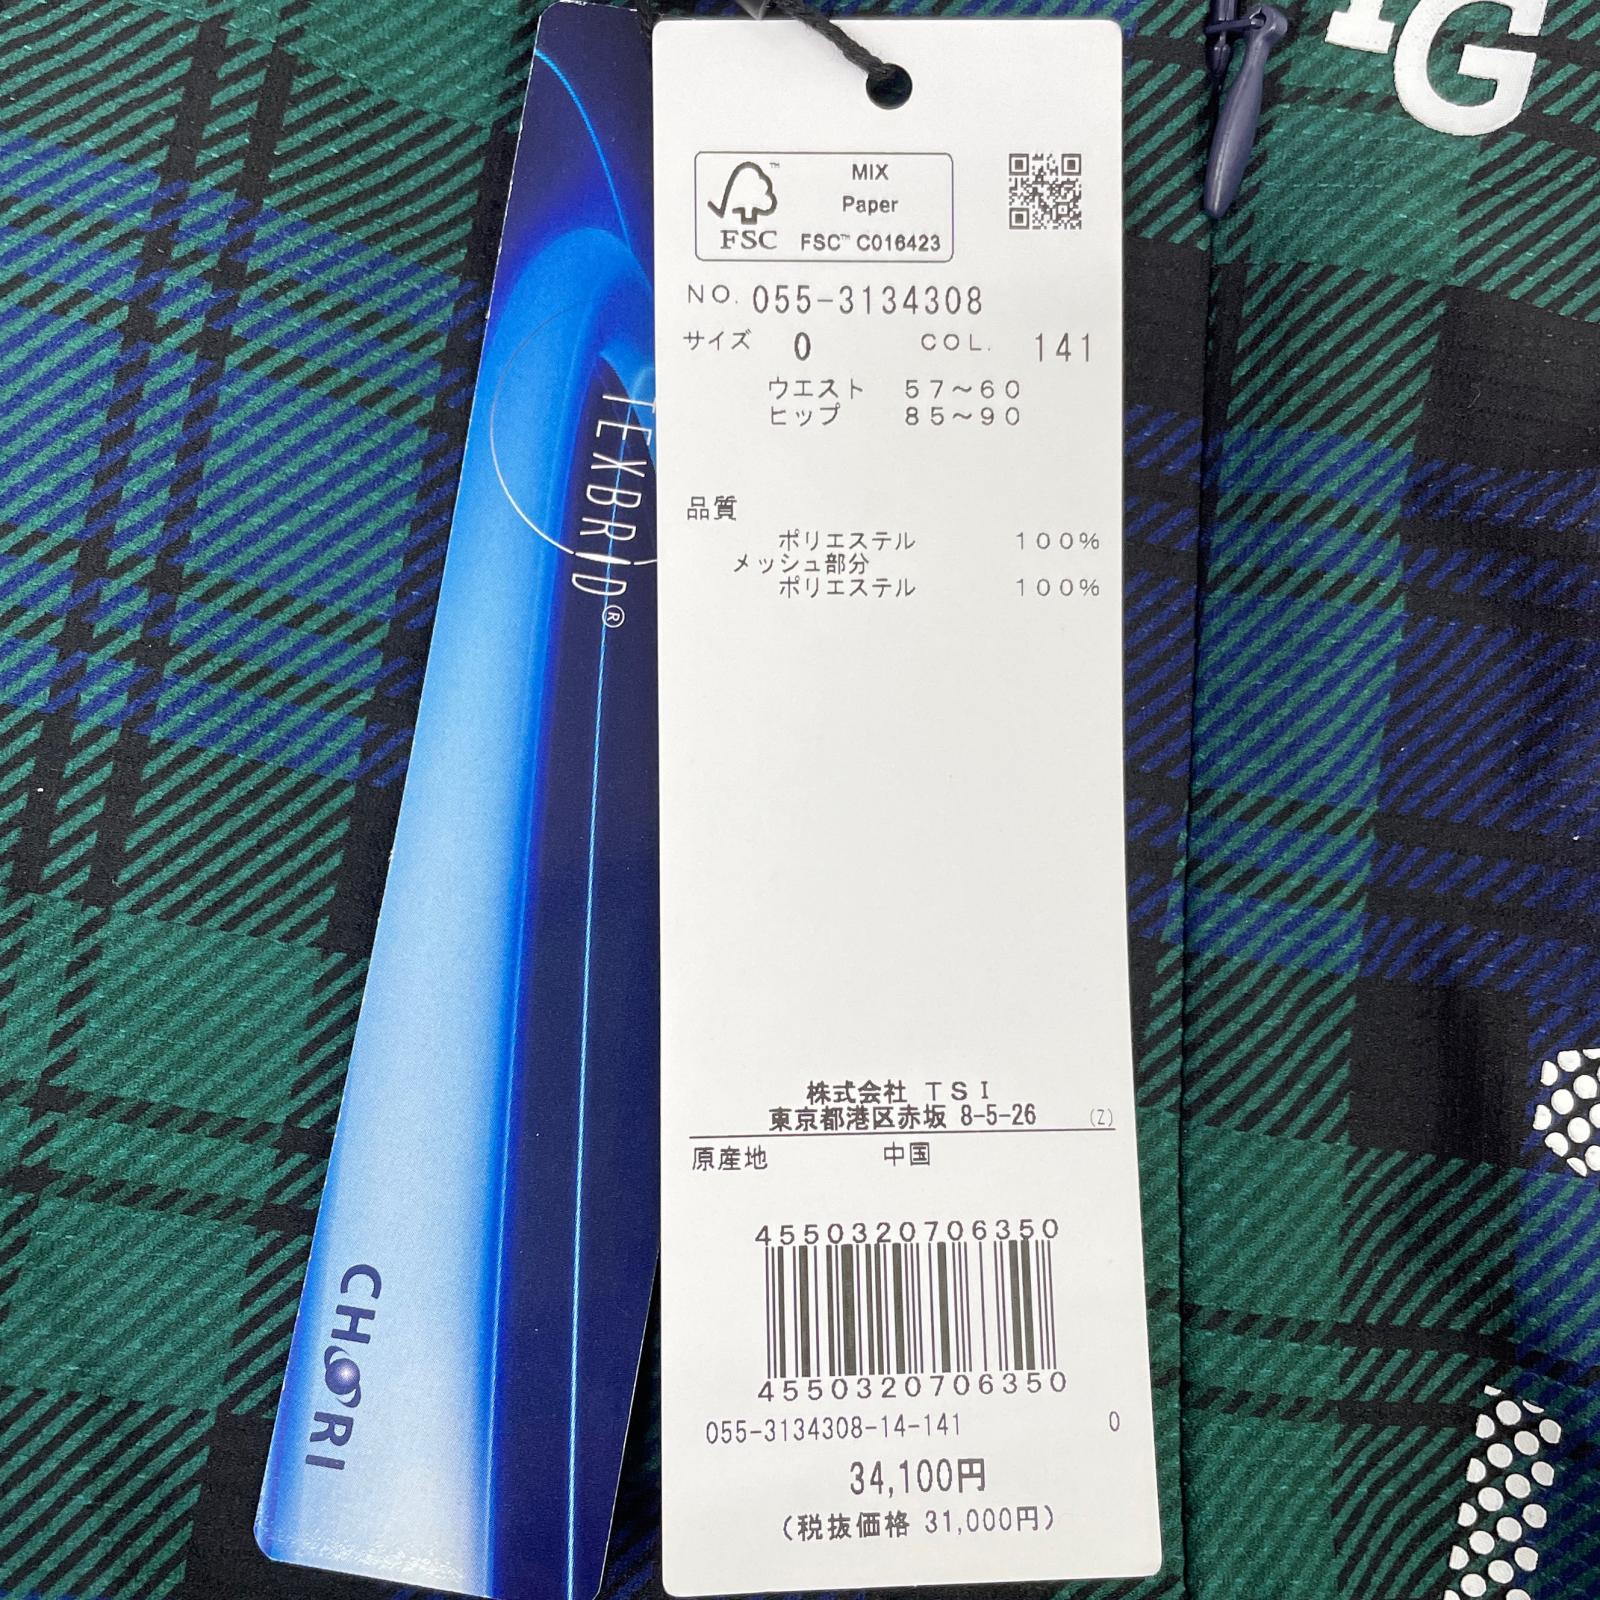 G
TEXBRID®
CHORI
FSC™
MIX
Paper
FSC™ C016423
NO. 055-3134308
サイズ 0 COL. 141
ウエスト 57～60
ヒップ 85～90
品質
ポリエステル 100%
メッシュ部分
ポリエステル 100%
株式会社 TSI
東京都港区赤坂 8-5-26 (Z)
原産地 中国
4550320706350
4550320706350
055-3134308-14-141 0
34,100円
(税抜価格 31,000円)